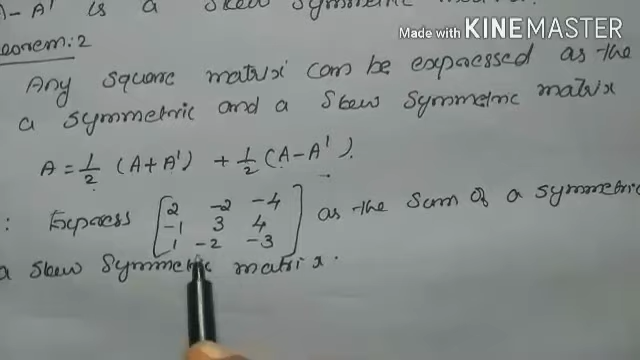 A - A' is a Skew Symmetric
Made with KINEMASTER
eorem:2
Any square matrix can be expressed as the
a symmetric and a Skew Symmetric matrix
A = 1/2 (A+A') + 1/2 (A-A').
: Express [2 -2 -4 as the Sum of a symmetric
-1 3 4
1 -2 -3]
a Skew Symmetric matrix.